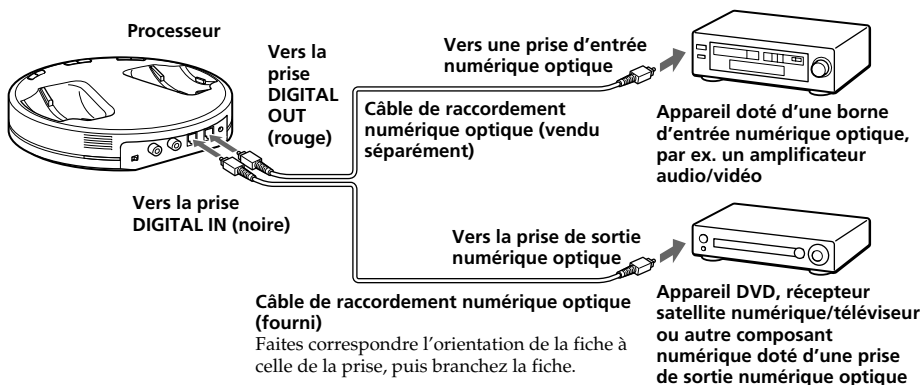 Processeur
Vers la
prise
DIGITAL
OUT
(rouge)
Vers une prise d'entrée
numérique optique
Câble de raccordement
numérique optique (vendu
séparément)
Appareil doté d'une borne
d'entrée numérique optique,
par ex. un amplificateur
audio/vidéo
Vers la prise
DIGITAL IN (noire)
Vers la prise de sortie
numérique optique
Câble de raccordement numérique optique
(fourni)
Faites correspondre l'orientation de la fiche à
celle de la prise, puis branchez la fiche.
Appareil DVD, récepteur
satellite numérique/téléviseur
ou autre composant
numérique doté d'une prise
de sortie numérique optique